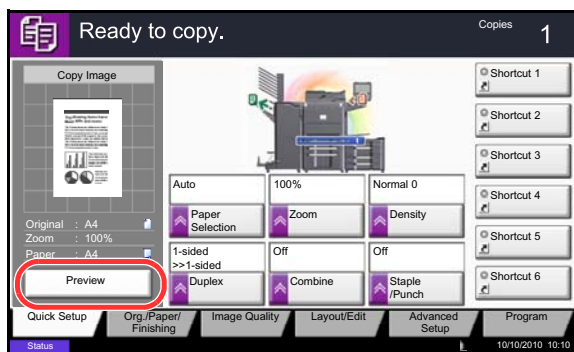 Ready to copy.
Copies
1
Copy Image
Original : A4
Zoom : 100%
Paper : A4
Preview
Auto
Paper
Selection
100%
Zoom
Normal 0
Density
1-sided
>>1-sided
Duplex
Off
Combine
Off
Staple
/Punch
Shortcut 1
Shortcut 2
Shortcut 3
Shortcut 4
Shortcut 5
Shortcut 6
Quick Setup
Org./Paper/
Finishing
Image Quality
Layout/Edit
Advanced
Setup
Program
Status
10/10/2010 10:10